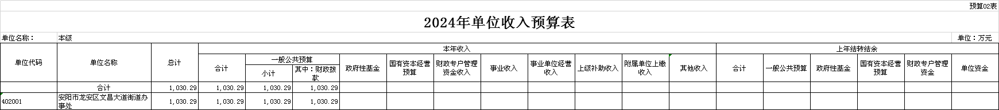 预算02表
2024年单位收入预算表
单位名称：
本级
单位：万元
单位代码
单位名称
总计
本年收入
上年结转结余
合计
一般公共预算
小计
其中：财政拨
款
政府性基金
国有资本经营
预算
财政专户管理
资金收入
事业收入
事业单位经营
收入
上级补助收入
附属单位上缴
收入
其他收入
合计
一般公共预算
政府性基金
国有资本经营
预算
财政专户管理
资金
单位资金
合计
1,030.29
1,030.29
1,030.29
1,030.29
402001
安阳市龙安区文昌大道街道办
事处
1,030.29
1,030.29
1,030.29
1,030.29